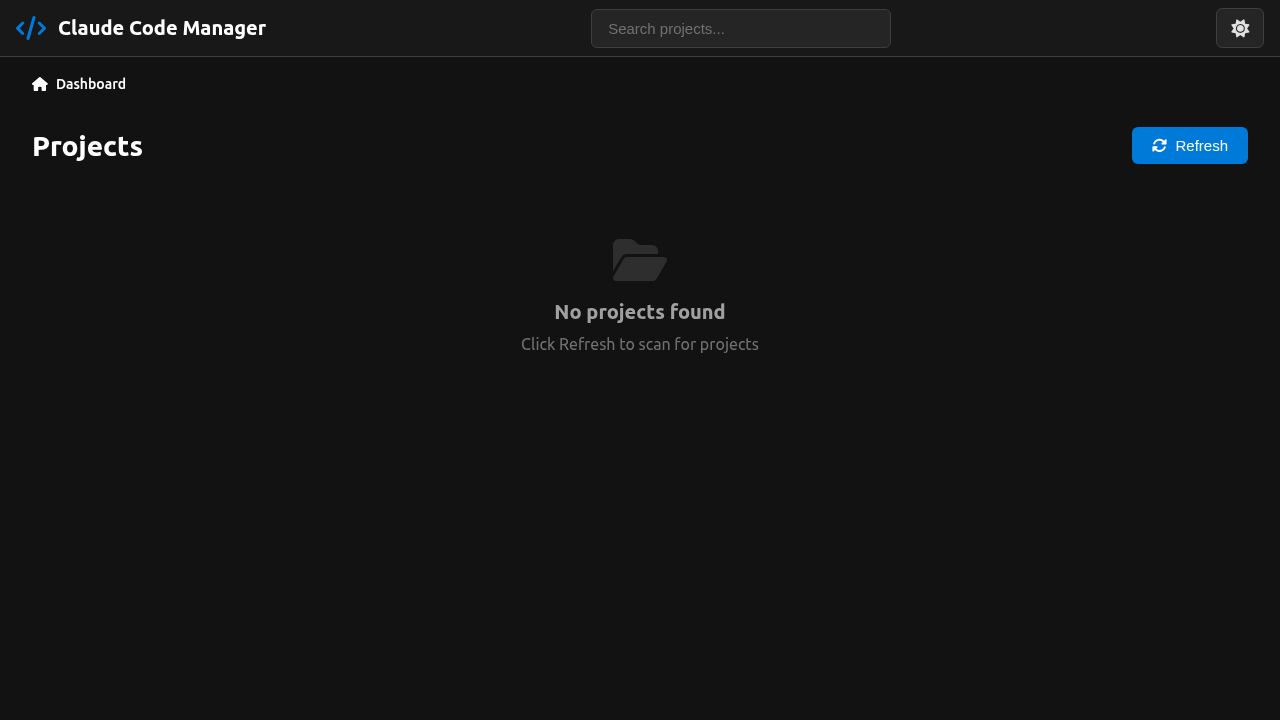 Claude Code Manager
Search projects...
Dashboard
Projects
Refresh
No projects found
Click Refresh to scan for projects